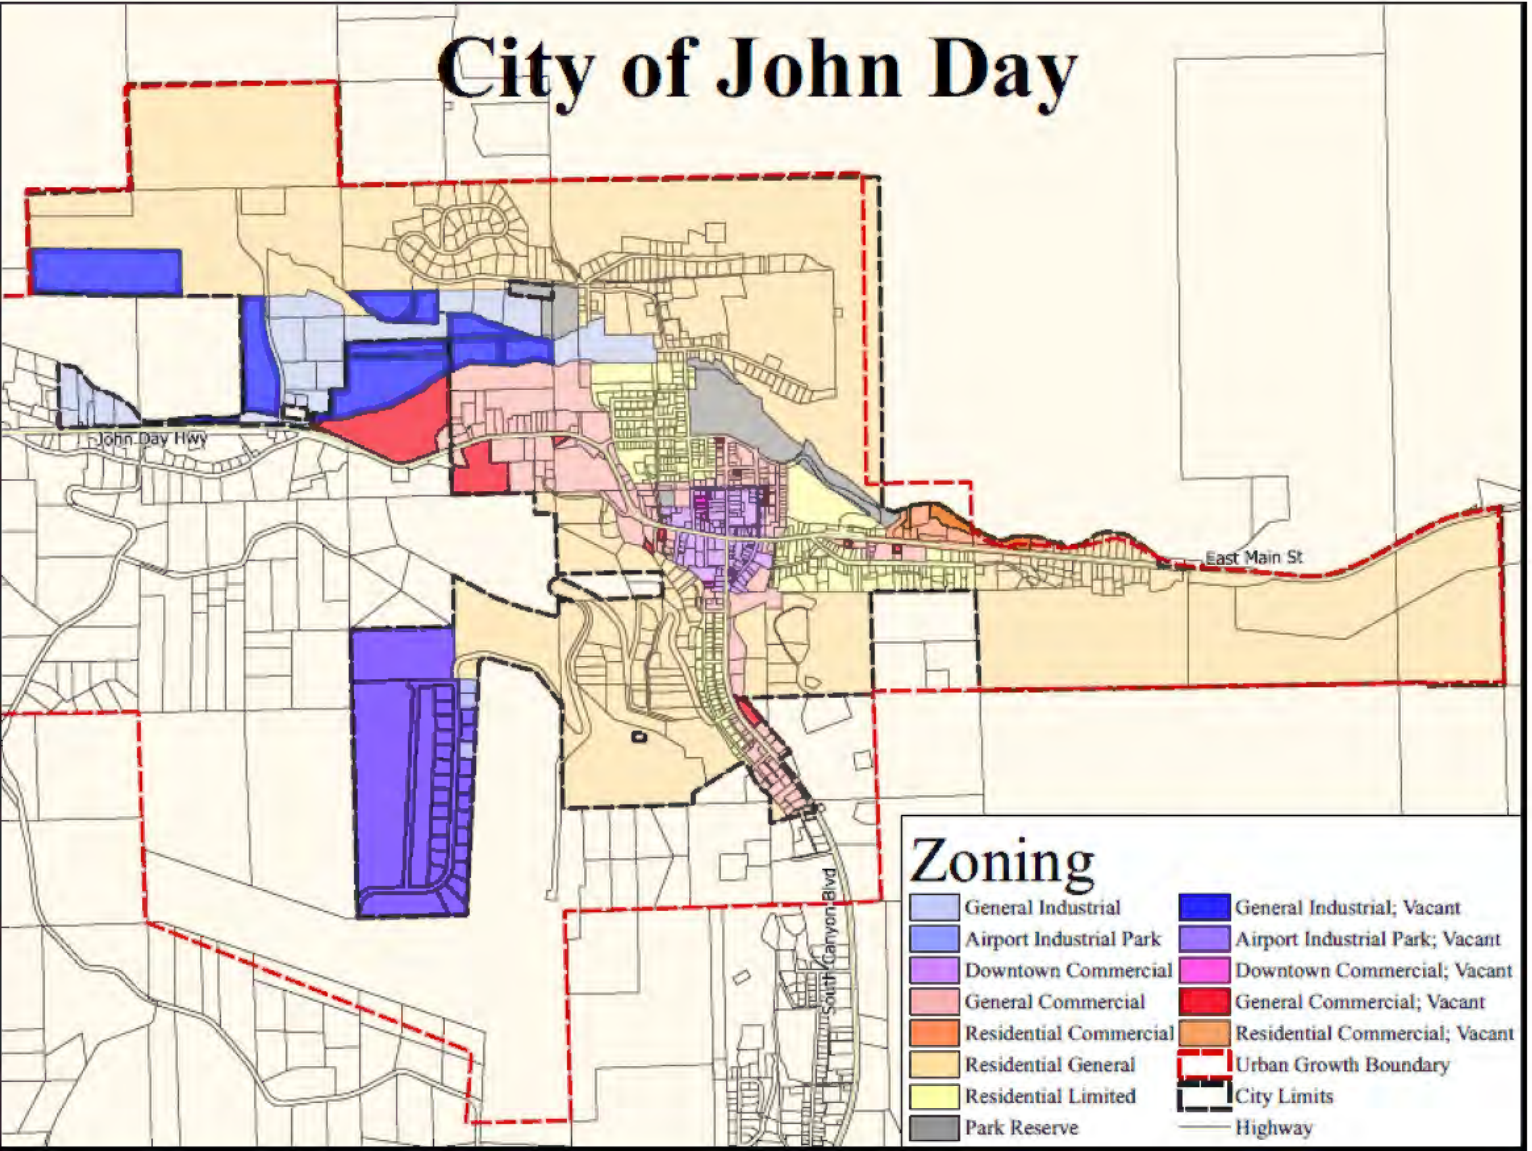 City of John Day
John Day Hwy
East Main St
South Canyon Blvd
Zoning
General Industrial
General Industrial; Vacant
Airport Industrial Park
Airport Industrial Park; Vacant
Downtown Commercial
Downtown Commercial; Vacant
General Commercial
General Commercial; Vacant
Residential Commercial
Residential Commercial; Vacant
Residential General
Urban Growth Boundary
Residential Limited
City Limits
Park Reserve
Highway